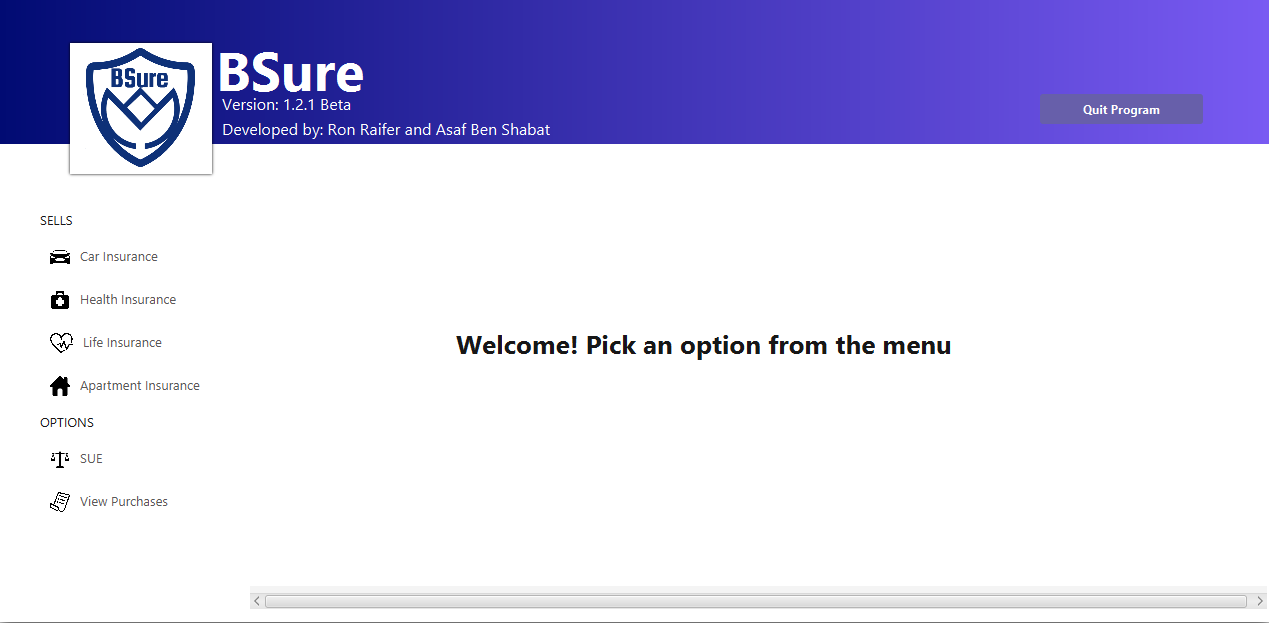 BSure
BSure
Version: 1.2.1 Beta
Developed by: Ron Raifer and Asaf Ben Shabat
Quit Program
SELLS
Car Insurance
Health Insurance
Life Insurance
Apartment Insurance
OPTIONS
SUE
View Purchases
Welcome! Pick an option from the menu